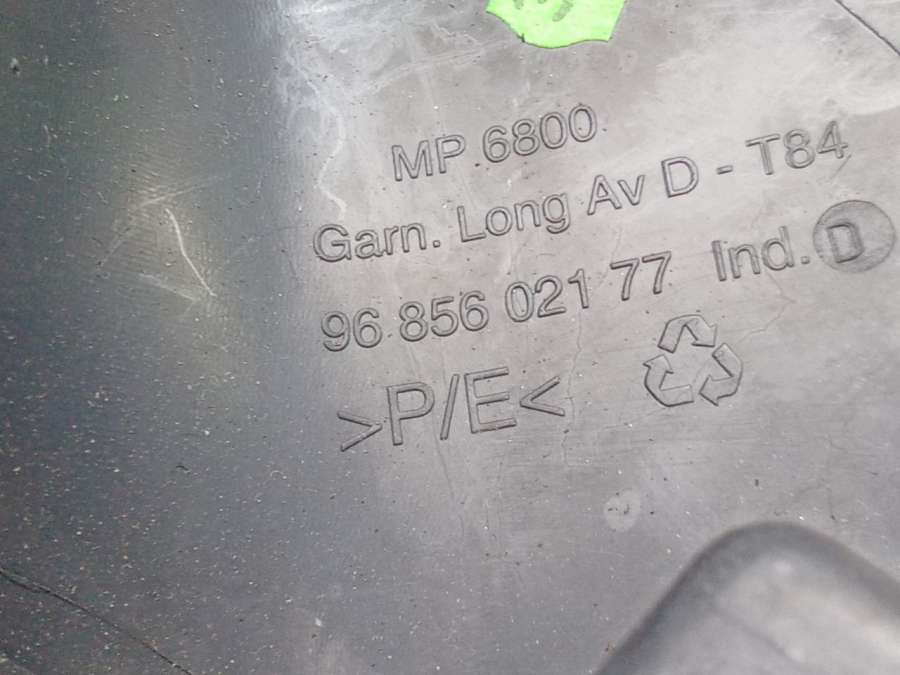 MP 6800
Garn. Long Av D - T84
96 856 021 77 Ind. D
>P/E<